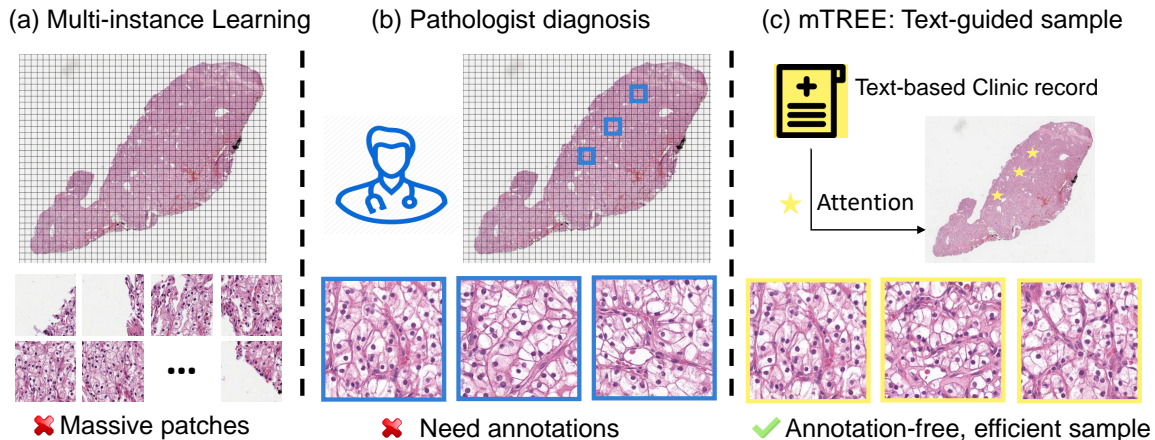 (a) Multi-instance Learning
(b) Pathologist diagnosis
(c) mTREE: Text-guided sample
Text-based Clinic record
Attention
...
Massive patches
Need annotations
Annotation-free, efficient sample